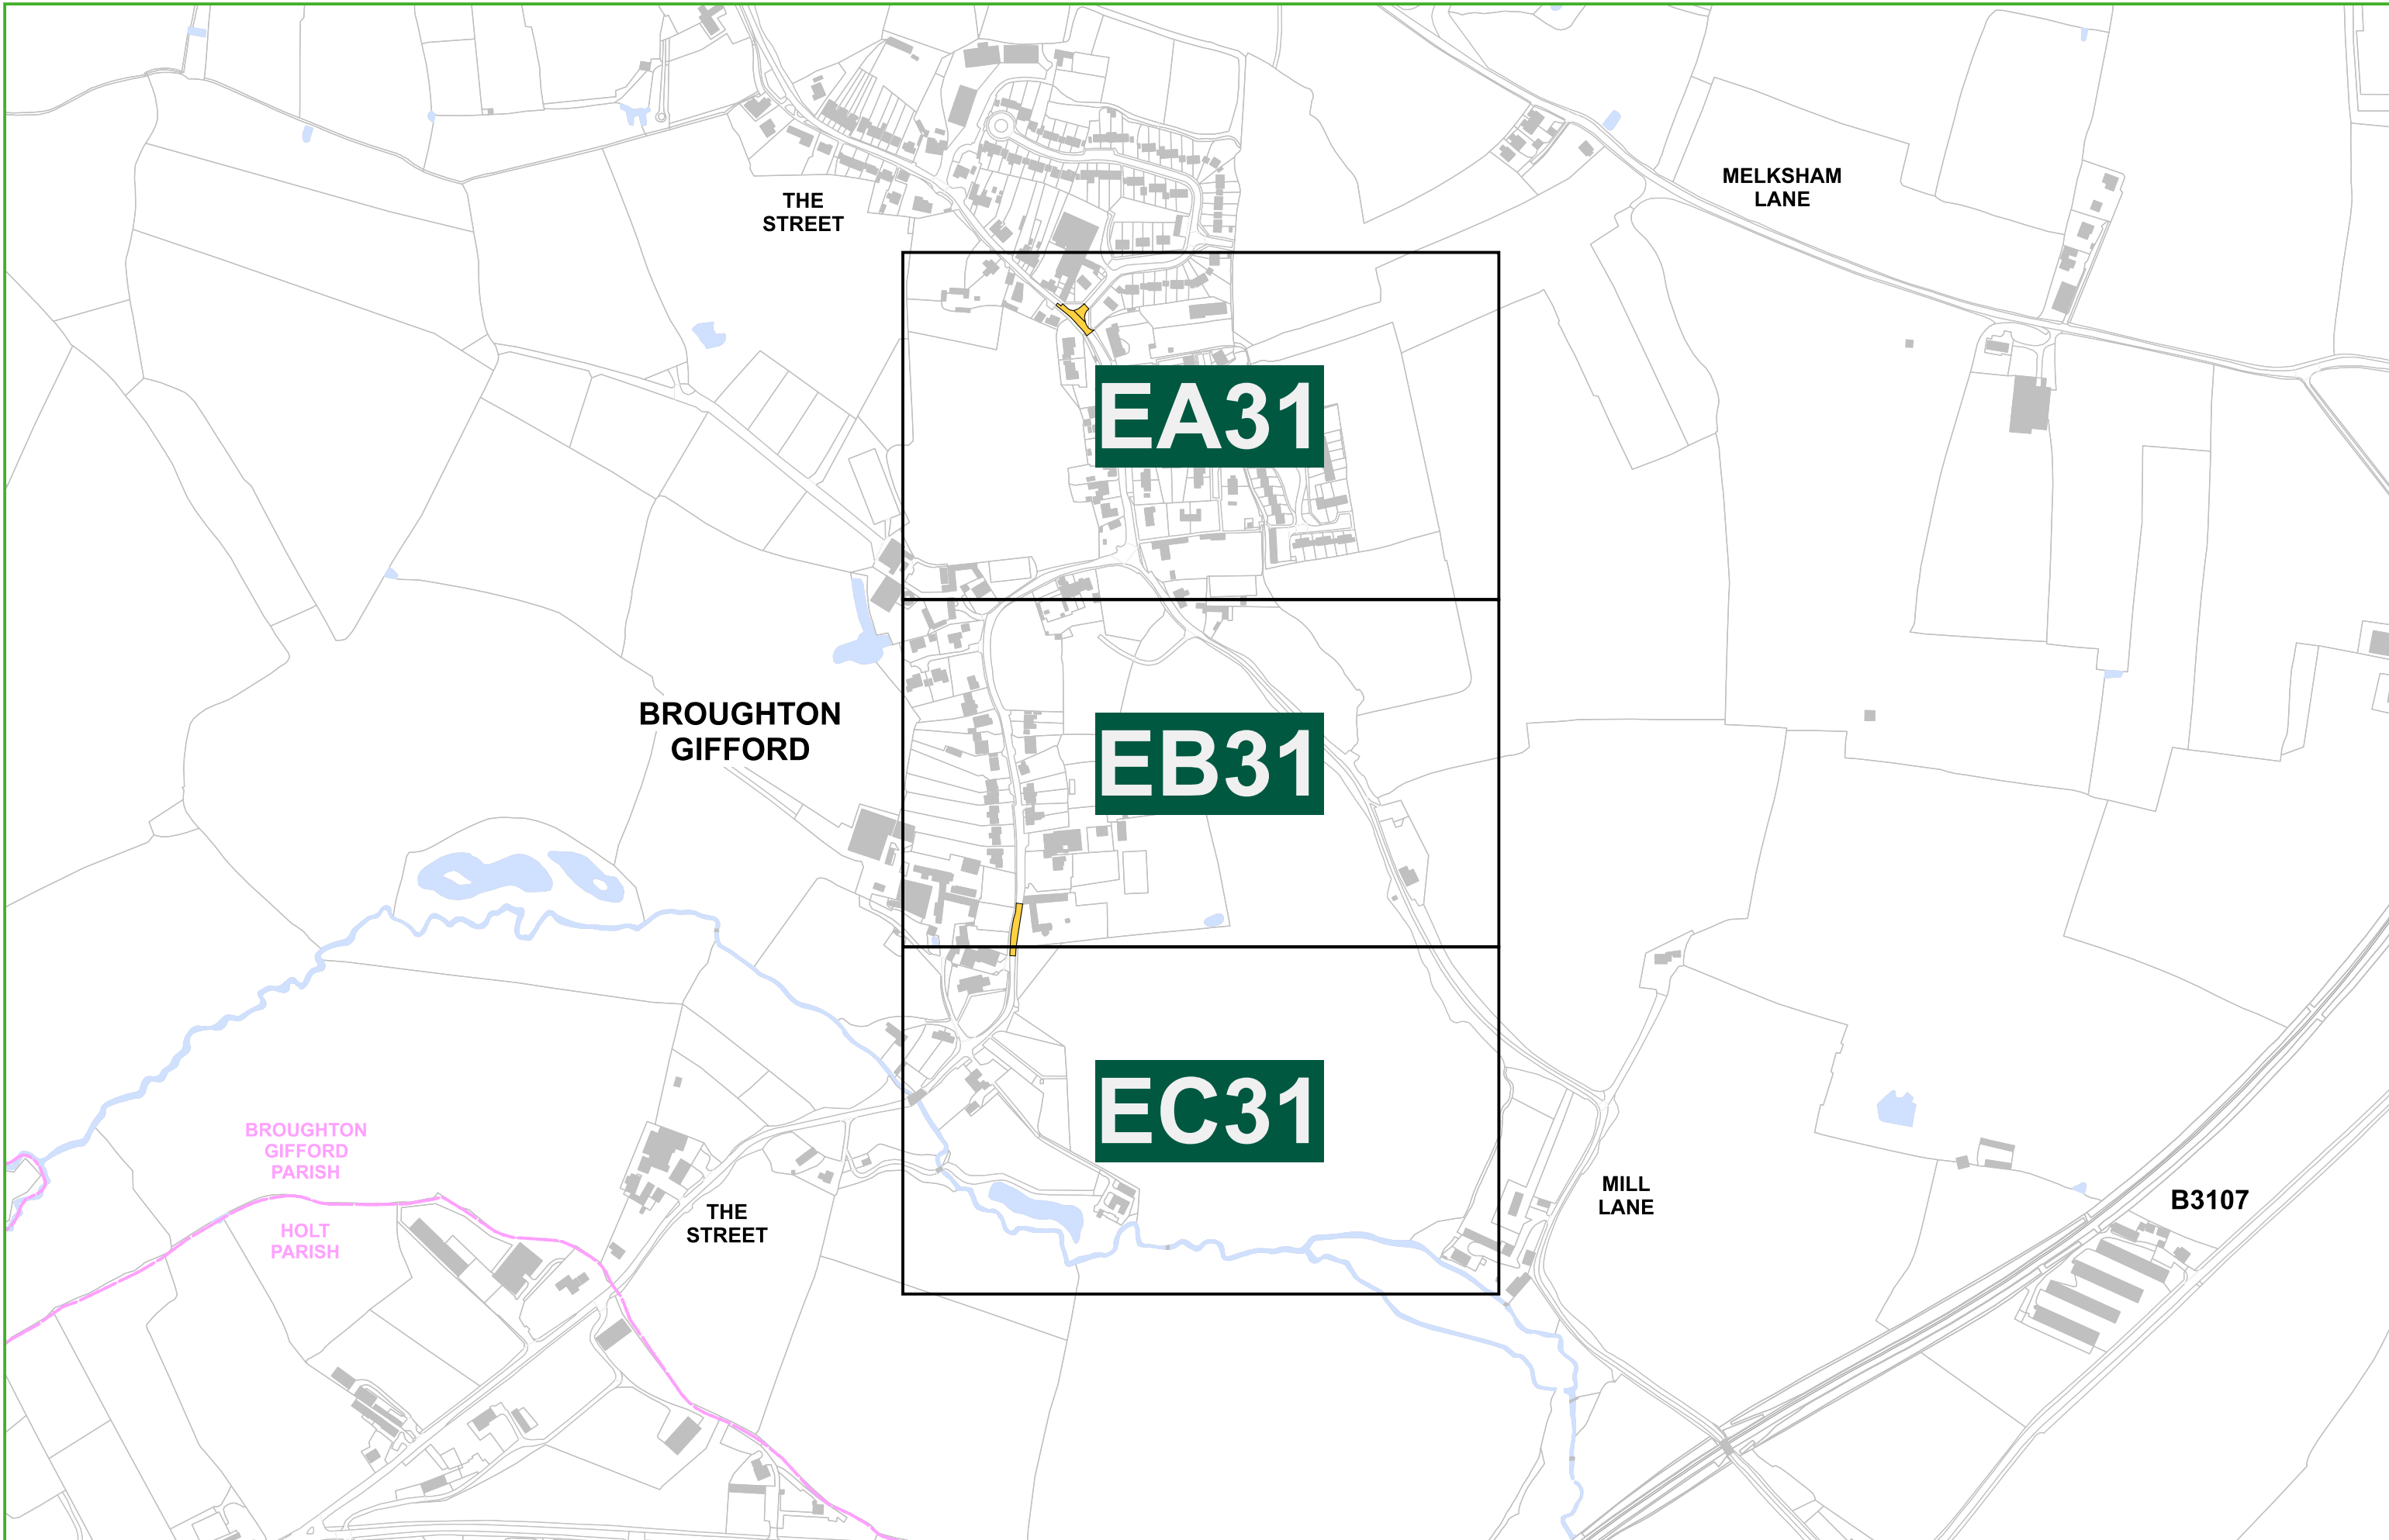 MELKSHAM
LANE
THE
STREET
EA31
BROUGHTON
GIFFORD
EB31
EC31
BROUGHTON
GIFFORD
PARISH
HOLT
PARISH
THE
STREET
MILL
LANE
B3107